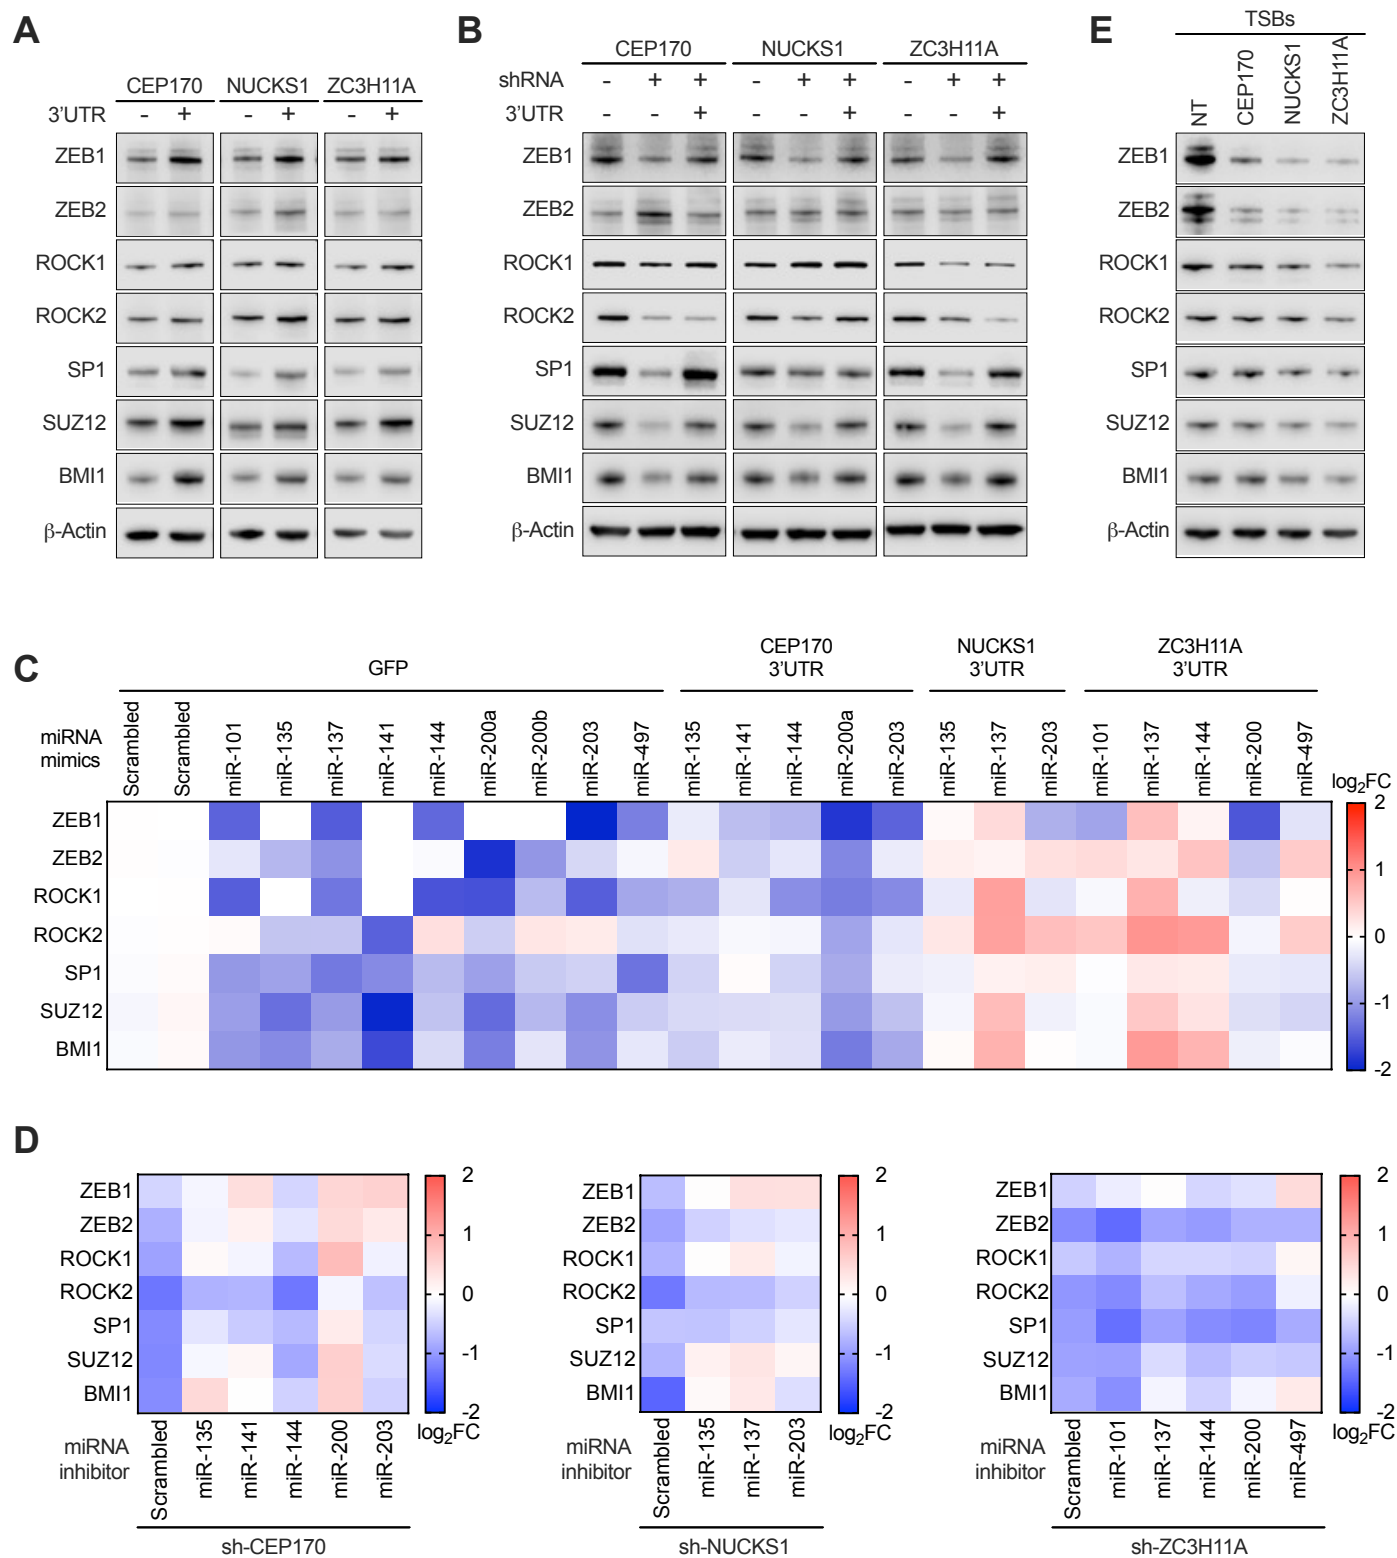 A
CEP170 NUCKS1 ZC3H11A
3'UTR - + - + - +
ZEB1
ZEB2
ROCK1
ROCK2
SP1
SUZ12
BMI1
β-Actin
B
CEP170 NUCKS1 ZC3H11A
shRNA - + + - + + - + +
3'UTR - - + - - + - - +
ZEB1
ZEB2
ROCK1
ROCK2
SP1
SUZ12
BMI1
β-Actin
E
TSBs
NT CEP170 NUCKS1 ZC3H11A
ZEB1
ZEB2
ROCK1
ROCK2
SP1
SUZ12
BMI1
β-Actin
C
GFP
CEP170
3'UTR
NUCKS1
3'UTR
ZC3H11A
3'UTR
miRNA
mimics
Scrambled Scrambled miR-101 miR-135 miR-137 miR-141 miR-144 miR-200a miR-200b miR-203 miR-497 miR-135 miR-141 miR-144 miR-200a miR-203 miR-135 miR-137 miR-203 miR-101 miR-137 miR-144 miR-200 miR-497
ZEB1
ZEB2
ROCK1
ROCK2
SP1
SUZ12
BMI1
log2FC
2
1
0
-1
-2
D
ZEB1
ZEB2
ROCK1
ROCK2
SP1
SUZ12
BMI1
2
1
0
-1
-2
log2FC
miRNA
inhibitor
Scrambled miR-135 miR-141 miR-144 miR-200 miR-203
sh-CEP170
ZEB1
ZEB2
ROCK1
ROCK2
SP1
SUZ12
BMI1
2
1
0
-1
-2
log2FC
miRNA
inhibitor
Scrambled miR-135 miR-137 miR-203
sh-NUCKS1
ZEB1
ZEB2
ROCK1
ROCK2
SP1
SUZ12
BMI1
2
1
0
-1
-2
log2FC
miRNA
inhibitor
Scrambled miR-101 miR-137 miR-144 miR-200 miR-497
sh-ZC3H11A